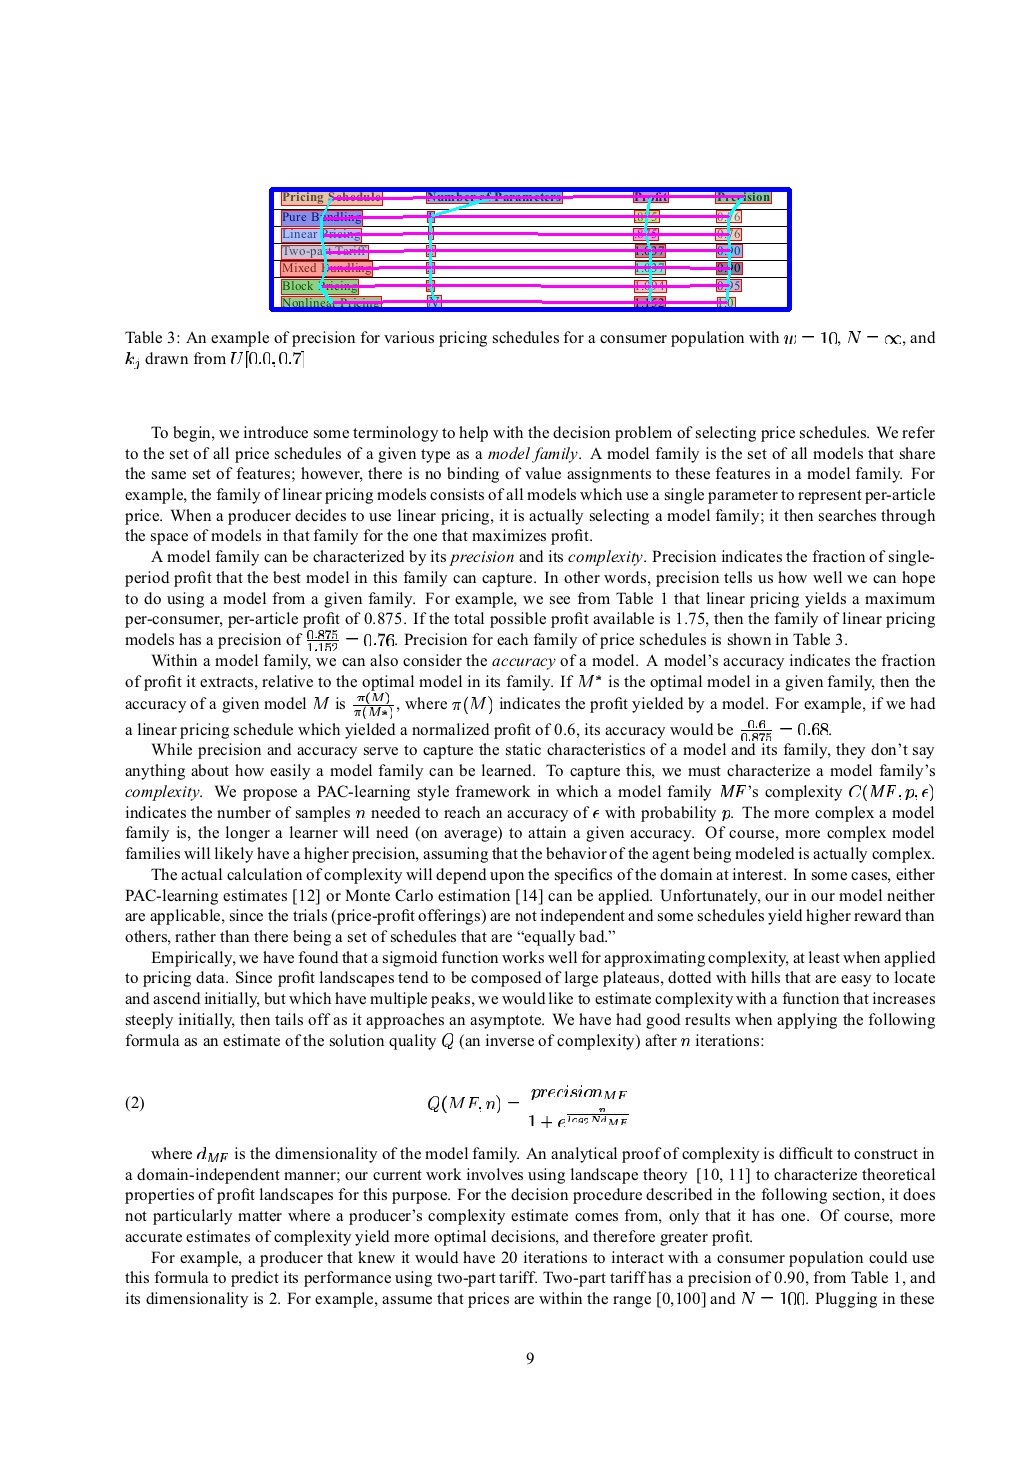 Pricing Schedule Number of Parameters Profit Precision
Pure Bundling
Linear Pricing
Two-part Tariff 0.90
Mixed Bundling 0.90
Block Pricing 0.95
Nonlinear Pricing N 1.152 1.0
Table 3: An example of precision for various pricing schedules for a consumer population with w = 10, N = ∞, and
k_j drawn from U[0.0, 0.7]
To begin, we introduce some terminology to help with the decision problem of selecting price schedules. We refer
to the set of all price schedules of a given type as a model family. A model family is the set of all models that share
the same set of features; however, there is no binding of value assignments to these features in a model family. For
example, the family of linear pricing models consists of all models which use a single parameter to represent per-article
price. When a producer decides to use linear pricing, it is actually selecting a model family; it then searches through
the space of models in that family for the one that maximizes profit.
A model family can be characterized by its precision and its complexity. Precision indicates the fraction of single-
period profit that the best model in this family can capture. In other words, precision tells us how well we can hope
to do using a model from a given family. For example, we see from Table 1 that linear pricing yields a maximum
per-consumer, per-article profit of 0.875. If the total possible profit available is 1.75, then the family of linear pricing
models has a precision of 0.875/1.152 = 0.76. Precision for each family of price schedules is shown in Table 3.
Within a model family, we can also consider the accuracy of a model. A model's accuracy indicates the fraction
of profit it extracts, relative to the optimal model in its family. If M* is the optimal model in a given family, then the
accuracy of a given model M is π(M)/π(M*), where π(M) indicates the profit yielded by a model. For example, if we had
a linear pricing schedule which yielded a normalized profit of 0.6, its accuracy would be 0.6/0.875 = 0.68.
While precision and accuracy serve to capture the static characteristics of a model and its family, they don't say
anything about how easily a model family can be learned. To capture this, we must characterize a model family's
complexity. We propose a PAC-learning style framework in which a model family MF's complexity C(MF, p, ϵ)
indicates the number of samples n needed to reach an accuracy of ϵ with probability p. The more complex a model
family is, the longer a learner will need (on average) to attain a given accuracy. Of course, more complex model
families will likely have a higher precision, assuming that the behavior of the agent being modeled is actually complex.
The actual calculation of complexity will depend upon the specifics of the domain at interest. In some cases, either
PAC-learning estimates [12] or Monte Carlo estimation [14] can be applied. Unfortunately, our in our model neither
are applicable, since the trials (price-profit offerings) are not independent and some schedules yield higher reward than
others, rather than there being a set of schedules that are “equally bad.”
Empirically, we have found that a sigmoid function works well for approximating complexity, at least when applied
to pricing data. Since profit landscapes tend to be composed of large plateaus, dotted with hills that are easy to locate
and ascend initially, but which have multiple peaks, we would like to estimate complexity with a function that increases
steeply initially, then tails off as it approaches an asymptote. We have had good results when applying the following
formula as an estimate of the solution quality Q (an inverse of complexity) after n iterations:
(2) Q(MF, n) = precision_MF / (1 + e^(n / log2 N d_MF))
where d_MF is the dimensionality of the model family. An analytical proof of complexity is difficult to construct in
a domain-independent manner; our current work involves using landscape theory [10, 11] to characterize theoretical
properties of profit landscapes for this purpose. For the decision procedure described in the following section, it does
not particularly matter where a producer's complexity estimate comes from, only that it has one. Of course, more
accurate estimates of complexity yield more optimal decisions, and therefore greater profit.
For example, a producer that knew it would have 20 iterations to interact with a consumer population could use
this formula to predict its performance using two-part tariff. Two-part tariff has a precision of 0.90, from Table 1, and
its dimensionality is 2. For example, assume that prices are within the range [0,100] and N = 100. Plugging in these
9